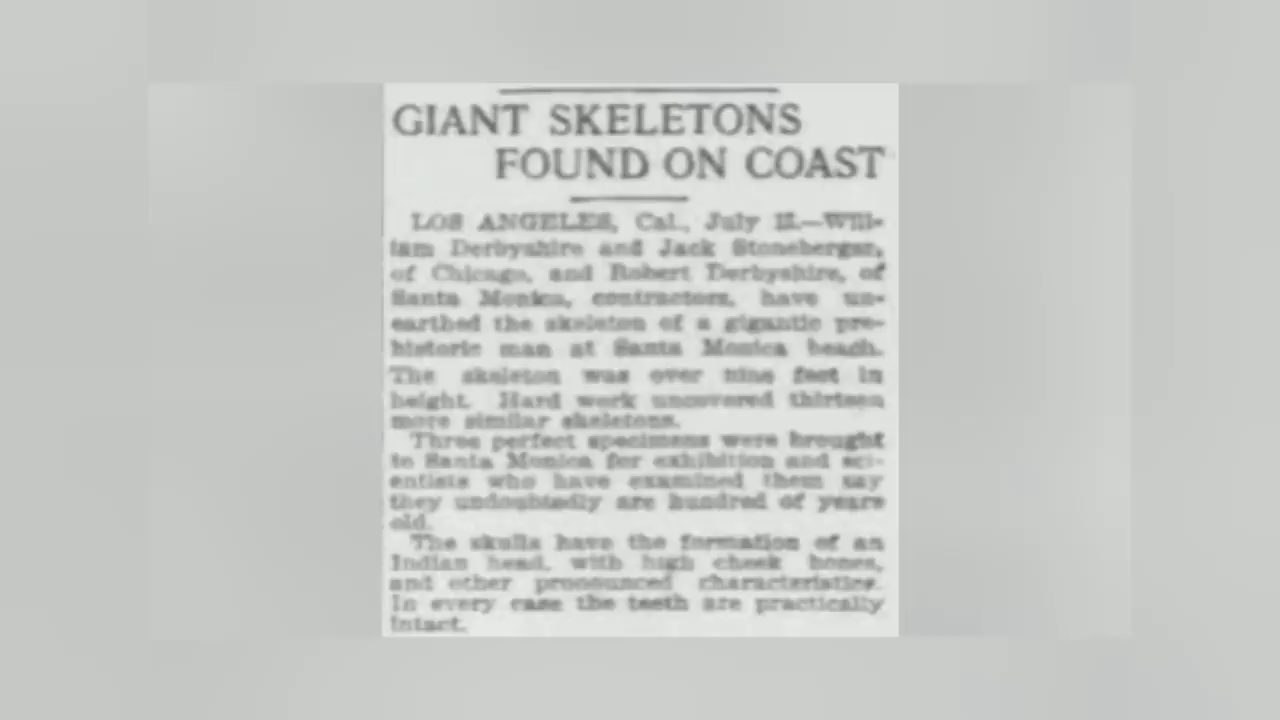 GIANT SKELETONS
FOUND ON COAST
LOS ANGELES, Cal., July —Will-
iam Derbyshire and Jack Stoneberger,
of Chicago, and Robert Derbyshire, of
Santa Monica, contractors, have un-
earthed the skeleton of a gigantic pre-
historic man at Santa Monica beach.
The skeleton was over nine feet in
height. Hard work uncovered thirteen
more similar skeletons.
Three perfect specimens were brought
to Santa Monica for exhibition and sci-
entists who have examined them say
they undoubtedly are hundred of years
old.
The skulls have the formation of an
Indian head, with high cheek bones,
and other pronounced characteristics.
In every case the teeth are practically
intact.